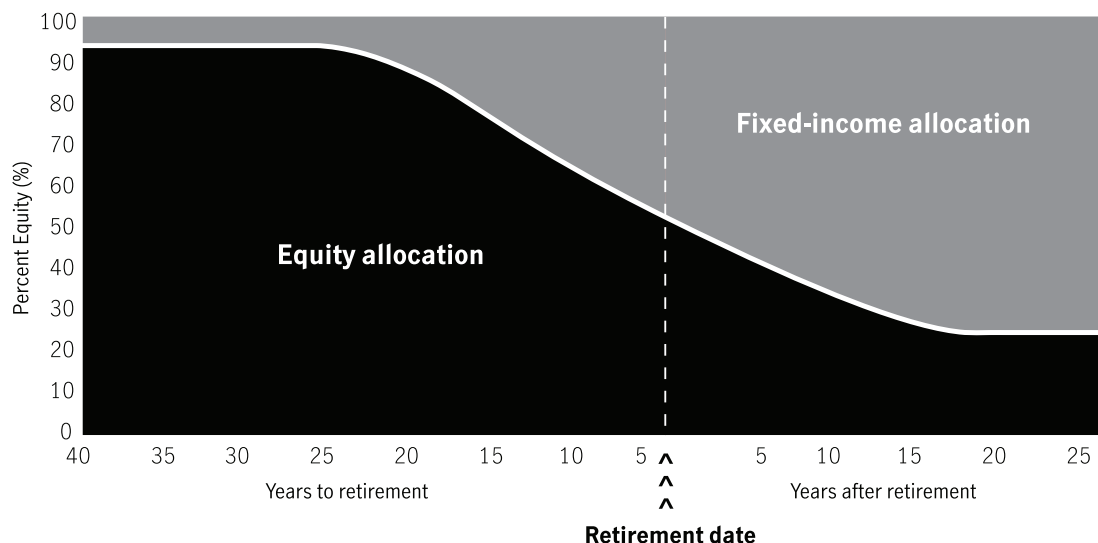 100
90
80
70
60
50
40
30
20
10
0
Percent Equity (%)
Fixed-income allocation
Equity allocation
40 35 30 25 20 15 10 5 ^ 5 10 15 20 25
^
Years to retirement Years after retirement
^
Retirement date